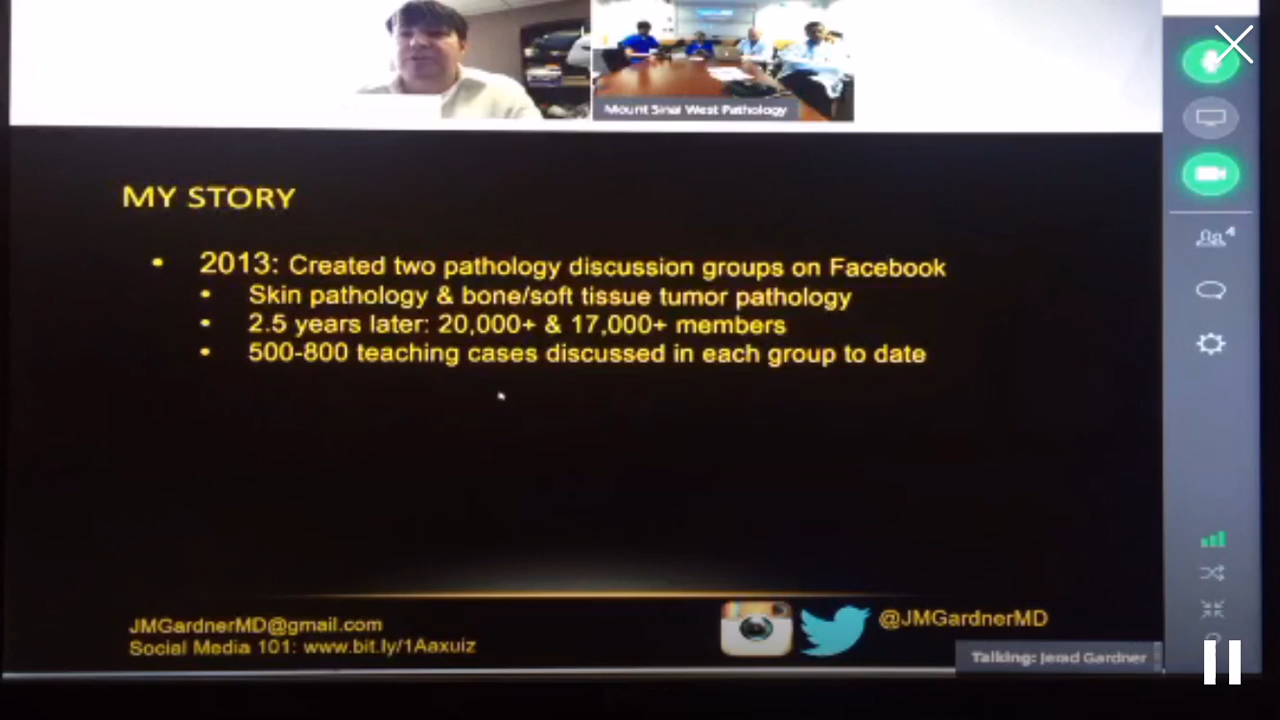 Mount Sinai West Pathology
MY STORY
• 2013: Created two pathology discussion groups on Facebook
• Skin pathology & bone/soft tissue tumor pathology
• 2.5 years later: 20,000+ & 17,000+ members
• 500-800 teaching cases discussed in each group to date
JMGardnerMD@gmail.com
Social Media 101: www.bit.ly/1Aaxuiz
@JMGardnerMD
Talking: Jerad Gardner
4